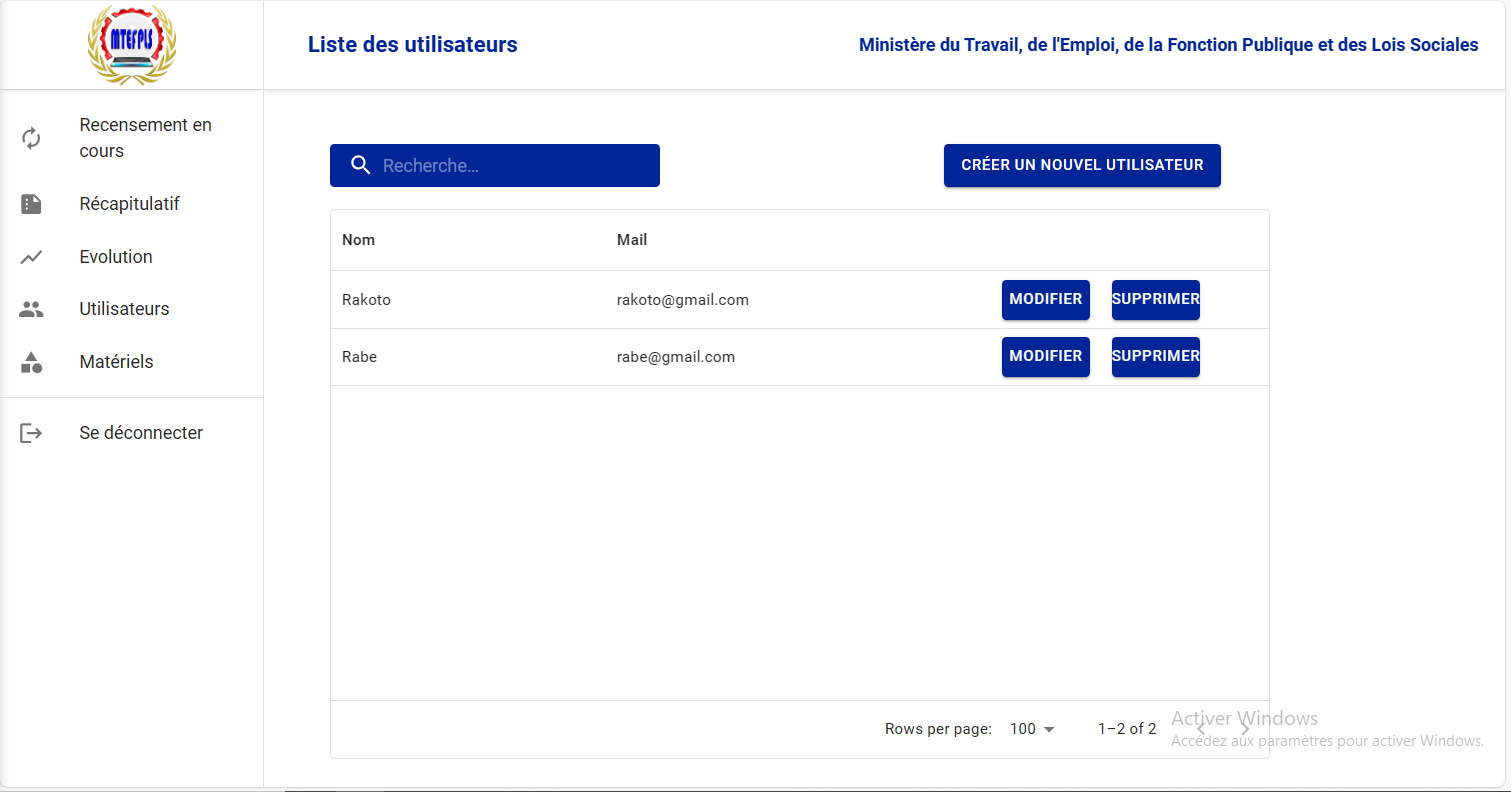 MTEFPLS
Liste des utilisateurs
Ministère du Travail, de l'Emploi, de la Fonction Publique et des Lois Sociales
Recensement en
cours
Récapitulatif
Evolution
Utilisateurs
Matériels
Se déconnecter
Recherche...
CRÉER UN NOUVEL UTILISATEUR
Nom Mail
Rakoto rakoto@gmail.com MODIFIER SUPPRIMER
Rabe rabe@gmail.com MODIFIER SUPPRIMER
Rows per page: 100 1–2 of 2
Activer Windows
Accédez aux paramètres pour activer Windows.